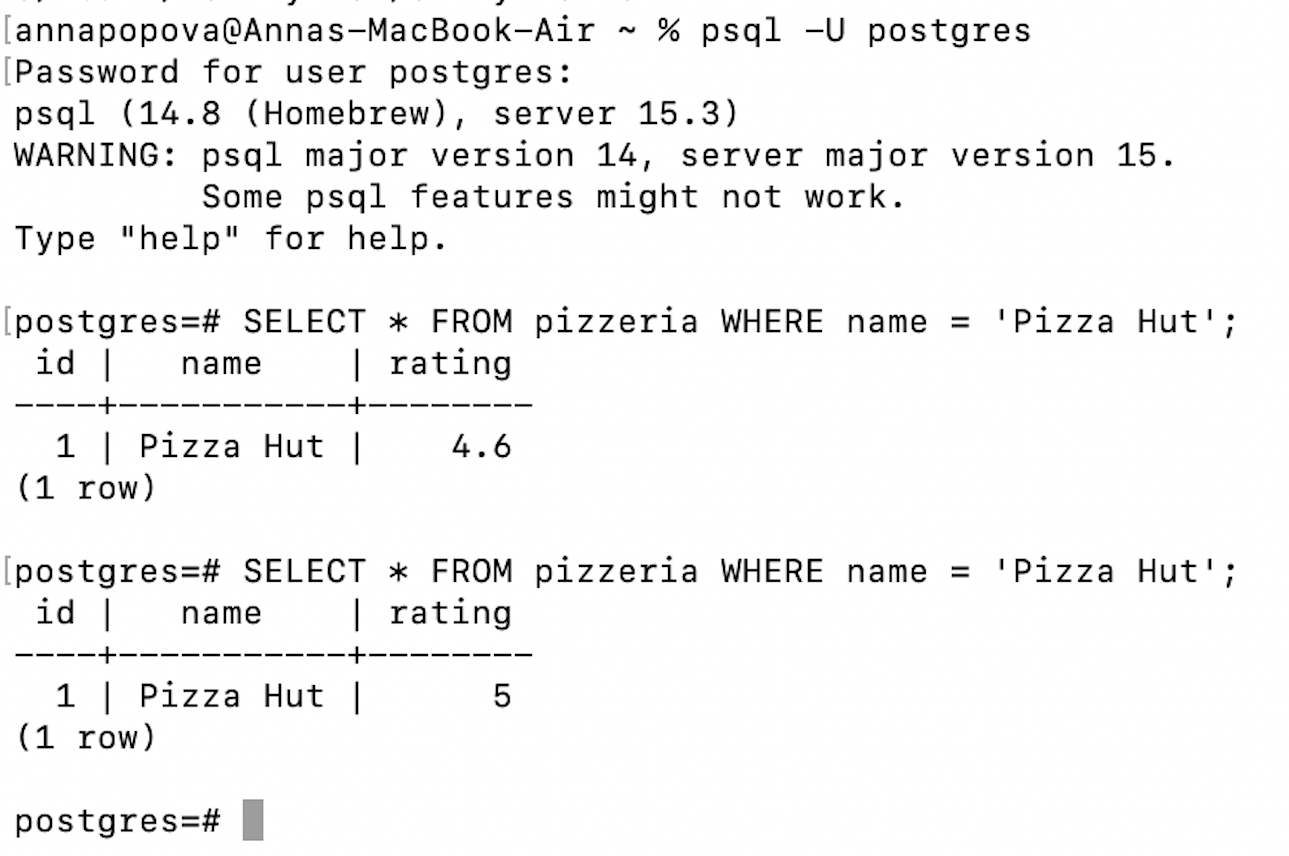 [annapopova@Annas-MacBook-Air ~ % psql -U postgres
[Password for user postgres:
psql (14.8 (Homebrew), server 15.3)
WARNING: psql major version 14, server major version 15.
         Some psql features might not work.
Type "help" for help.

[postgres=# SELECT * FROM pizzeria WHERE name = 'Pizza Hut';
 id |   name    | rating
----+-----------+--------
  1 | Pizza Hut |    4.6
(1 row)

[postgres=# SELECT * FROM pizzeria WHERE name = 'Pizza Hut';
 id |   name    | rating
----+-----------+--------
  1 | Pizza Hut |      5
(1 row)

postgres=#